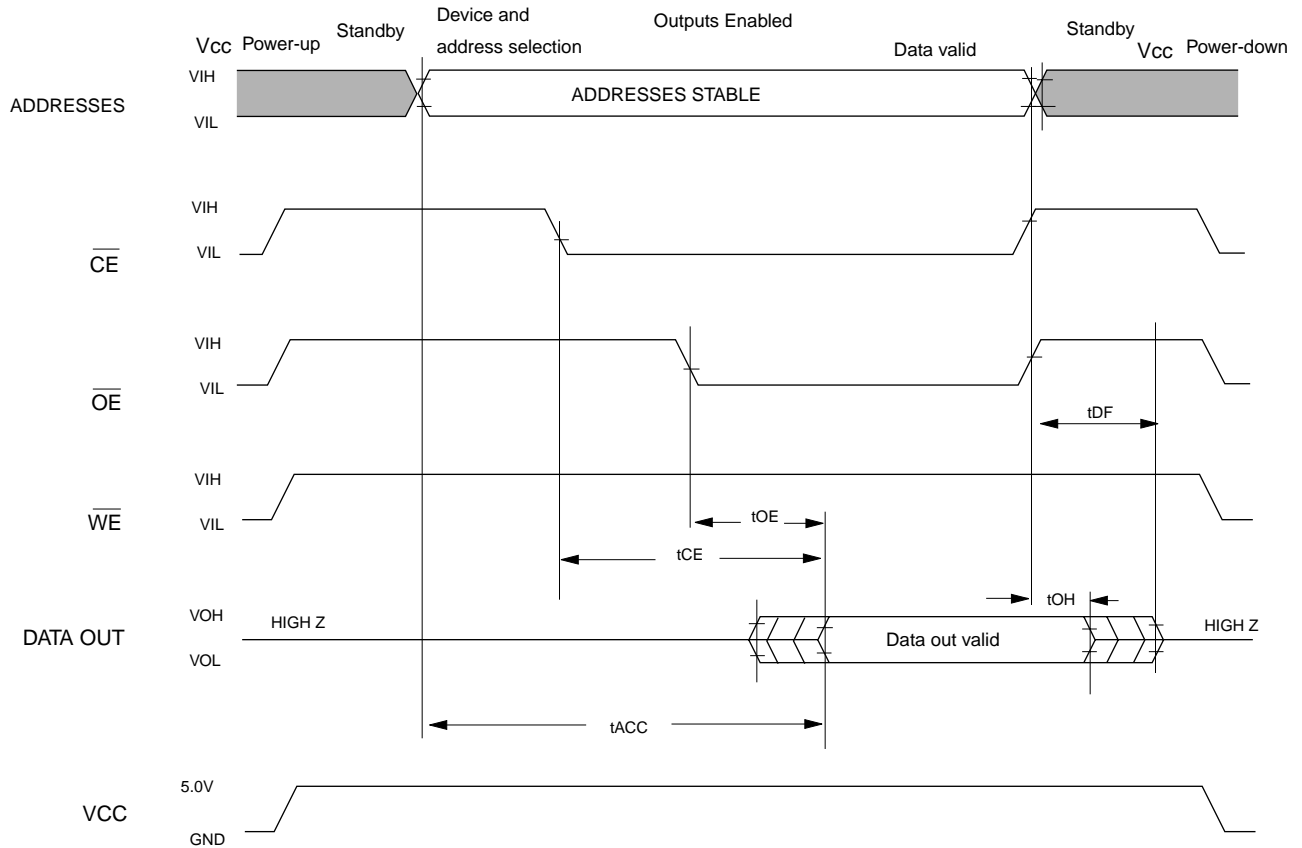 Vcc Power-up
Standby
Device and
address selection
Outputs Enabled
Data valid
Standby
Vcc Power-down
ADDRESSES
VIH
VIL
ADDRESSES STABLE
CE
VIH
VIL
OE
VIH
VIL
tDF
WE
VIH
VIL
tOE
tCE
tOH
DATA OUT
VOH
VOL
HIGH Z
Data out valid
HIGH Z
tACC
VCC
5.0V
GND